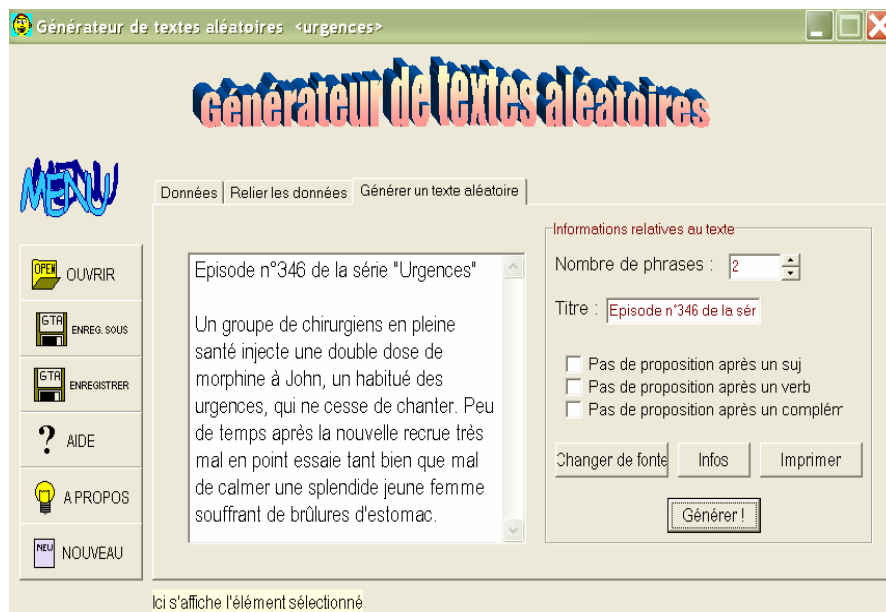 Générateur de textes aléatoires <urgences>
Générateur de textes aléatoires
MENU
Données
Relier les données
Générer un texte aléatoire
OPEN
OUVRIR
GTA
ENREG. SOUS
GTA
ENREGISTRER
?
AIDE
A PROPOS
NEU
NOUVEAU
Episode n°346 de la série "Urgences"
Un groupe de chirurgiens en pleine
santé injecte une double dose de
morphine à John, un habitué des
urgences, qui ne cesse de chanter. Peu
de temps après la nouvelle recrue très
mal en point essaie tant bien que mal
de calmer une splendide jeune femme
souffrant de brûlures d'estomac.
Informations relatives au texte
Nombre de phrases : 2
Titre : Episode n°346 de la sér
Pas de proposition après un suj
Pas de proposition après un verb
Pas de proposition après un complém
Changer de fonte
Infos
Imprimer
Générer !
Ici s'affiche l'élément sélectionné